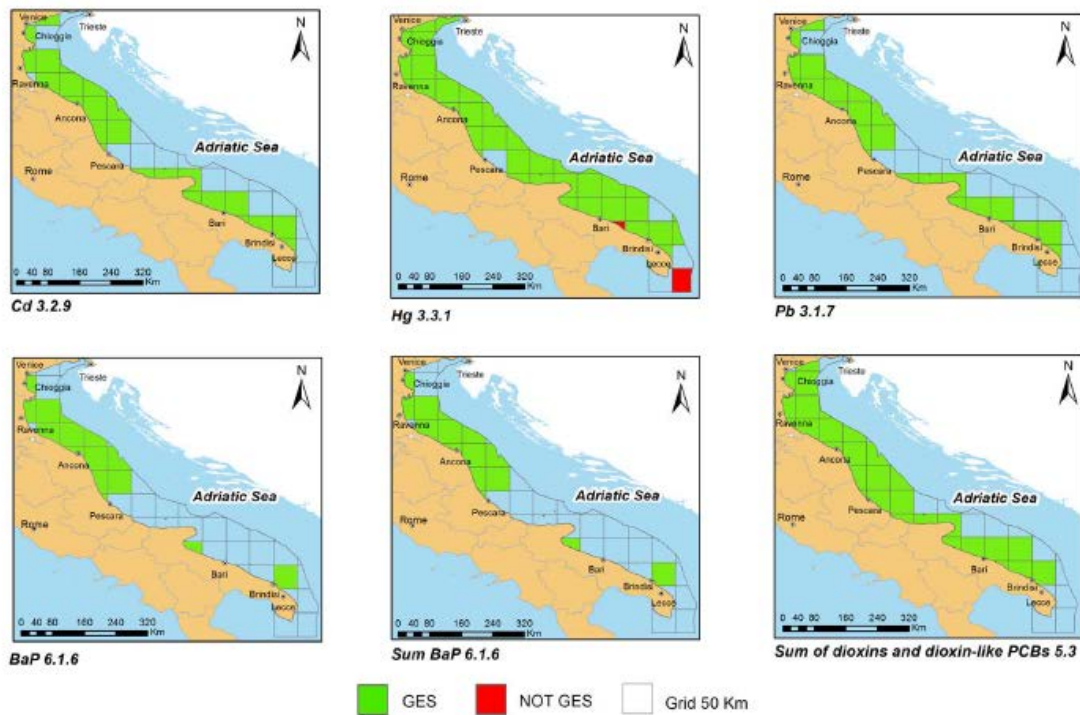 Venice
Trieste
Chioggia
N
Ravenna
Ancona
Adriatic Sea
Pescara
Rome
Bari
Brindisi
Lecce
0 40 80 160 240 320
Km
Cd 3.2.9
Venice
Trieste
Chioggia
N
Ravenna
Ancona
Adriatic Sea
Pescara
Rome
Bari
Brindisi
Lecce
0 40 80 160 240 320
Km
Hg 3.3.1
Venice
Trieste
Chioggia
N
Ravenna
Ancona
Adriatic Sea
Pescara
Rome
Bari
Brindisi
Lecce
0 40 80 160 240 320
Km
Pb 3.1.7
Venice
Trieste
Chioggia
N
Ravenna
Ancona
Adriatic Sea
Pescara
Rome
Bari
Brindisi
Lecce
0 40 80 160 240 320
Km
BaP 6.1.6
Venice
Trieste
Chioggia
N
Ravenna
Ancona
Adriatic Sea
Pescara
Rome
Bari
Brindisi
Lecce
0 40 80 160 240 320
Km
Sum BaP 6.1.6
Venice
Trieste
Chioggia
N
Ravenna
Ancona
Adriatic Sea
Pescara
Rome
Bari
Brindisi
Lecce
0 40 80 160 240 320
Km
Sum of dioxins and dioxin-like PCBs 5.3
GES
NOT GES
Grid 50 Km